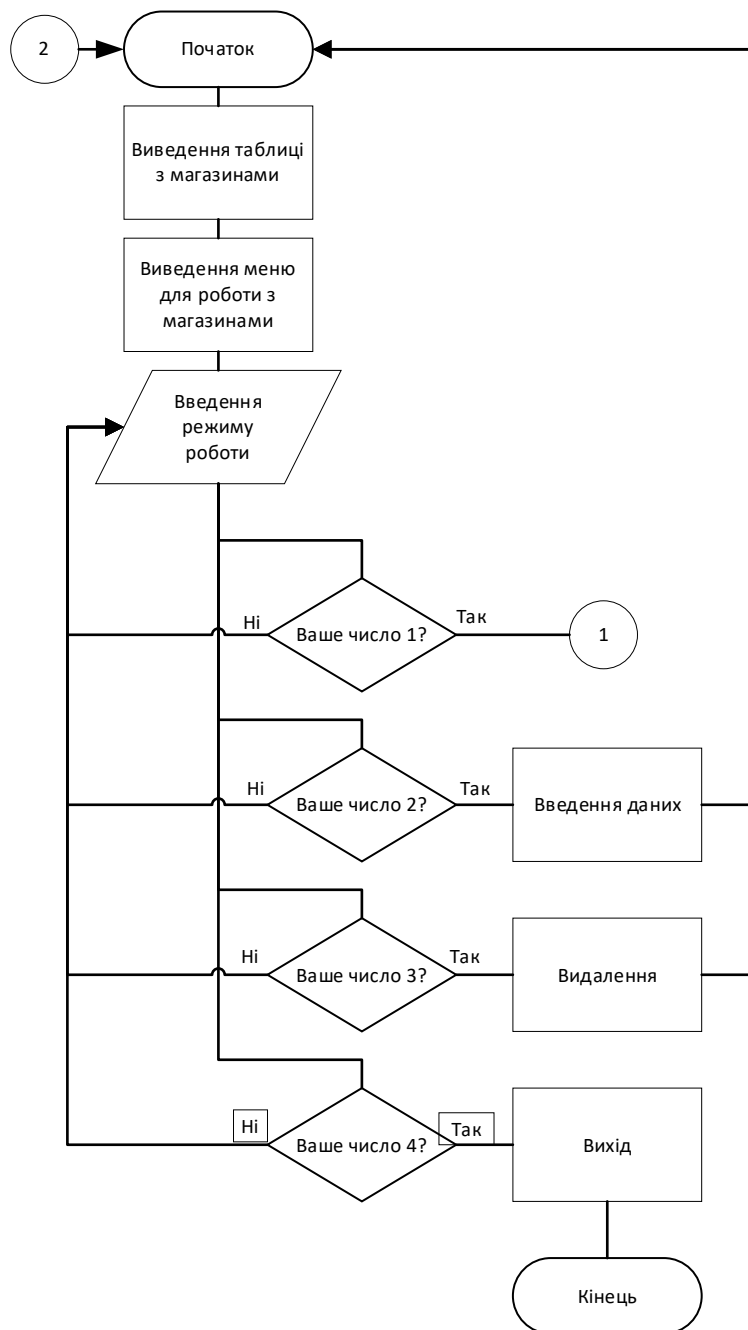 2
Початок
Виведення таблиці
з магазинами
Виведення меню
для роботи з
магазинами
Введення
режиму
роботи
Ні
Ваше число 1?
Так
1
Ні
Ваше число 2?
Так
Введення даних
Ні
Ваше число 3?
Так
Видалення
Ні
Ваше число 4?
Так
Вихід
Кінець